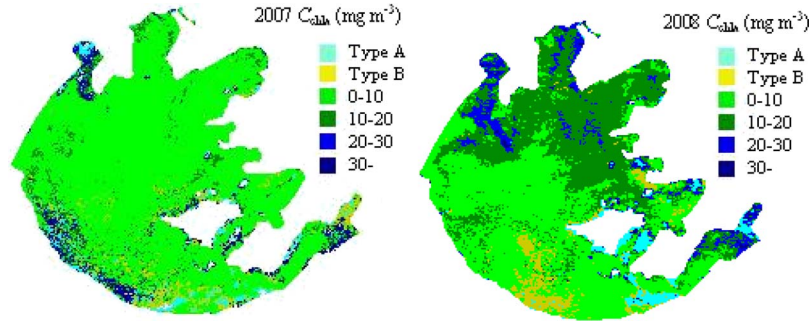 2007 Cchla (mg m-3)
Type A
Type B
0-10
10-20
20-30
30-
2008 Cchla (mg m-3)
Type A
Type B
0-10
10-20
20-30
30-